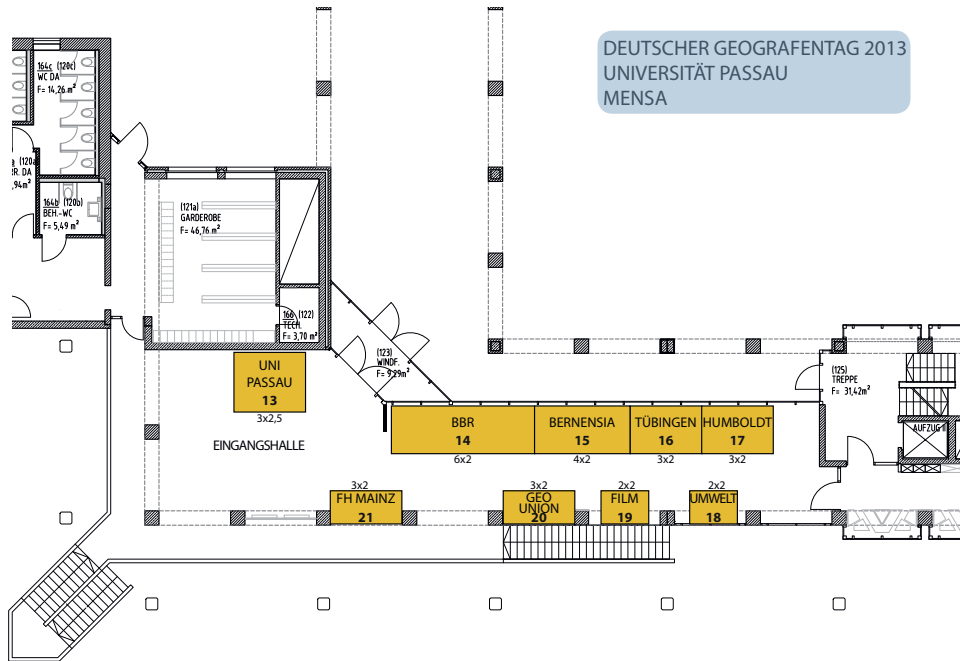 DEUTSCHER GEOGRAFENTAG 2013
UNIVERSITÄT PASSAU
MENSA
164c (120c)
WC DA
F= 14,26 m²
(120a)
R. DA
,94m²
164b (120b)
BEH.-WC
F= 5,49 m²
(121a)
GARDEROBE
F= 46,76 m²
166 (122)
TECH.
F= 3,70 m²
(123)
WINDF.
F= 9,29m²
(125)
TREPPE
F= 31,42m²
AUFZUG II
UNI
PASSAU
13
3x2,5
EINGANGSHALLE
BBR
14
6x2
BERNENSIA
15
4x2
TÜBINGEN
16
3x2
HUMBOLDT
17
3x2
3x2
FH MAINZ
21
3x2
GEO
UNION
20
2x2
FILM
19
2x2
UMWELT
18